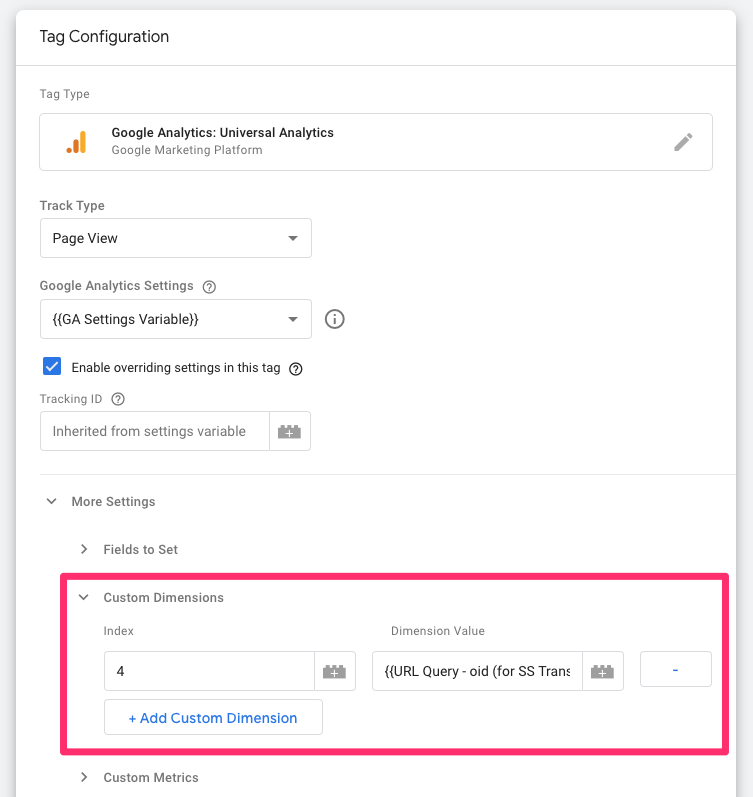 Tag Configuration
Tag Type
Google Analytics: Universal Analytics
Google Marketing Platform
Track Type
Page View
Google Analytics Settings
{{GA Settings Variable}}
Enable overriding settings in this tag
Tracking ID
Inherited from settings variable
More Settings
Fields to Set
Custom Dimensions
Index Dimension Value
4 {{URL Query - oid (for SS Trans -
+ Add Custom Dimension
Custom Metrics